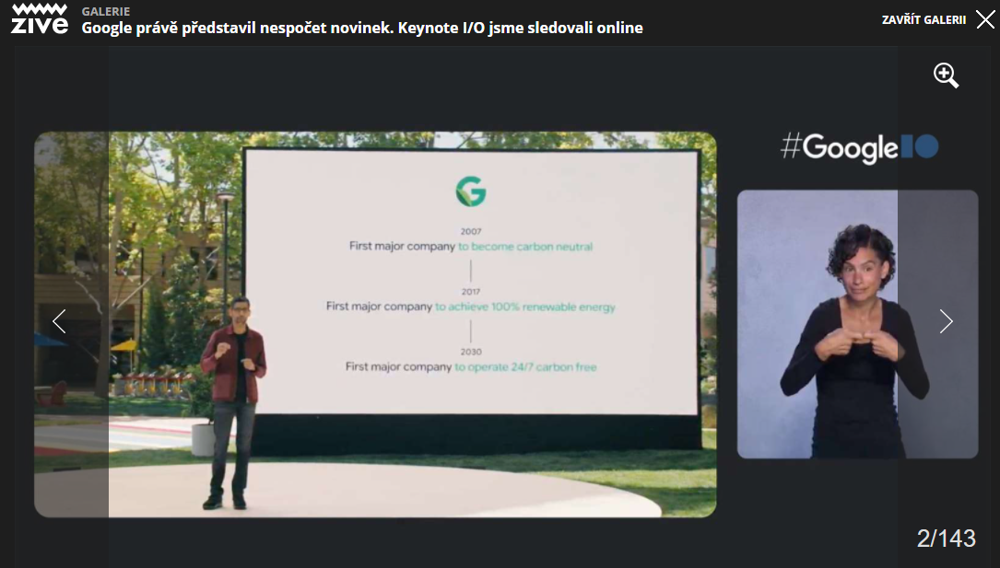 živě
GALERIE
Google právě představil nespočet novinek. Keynote I/O jsme sledovali online
ZAVŘÍT GALERII
#GoogleIO
G
2007
First major company to become carbon neutral
2017
First major company to achieve 100% renewable energy
2030
First major company to operate 24/7 carbon free
2/143